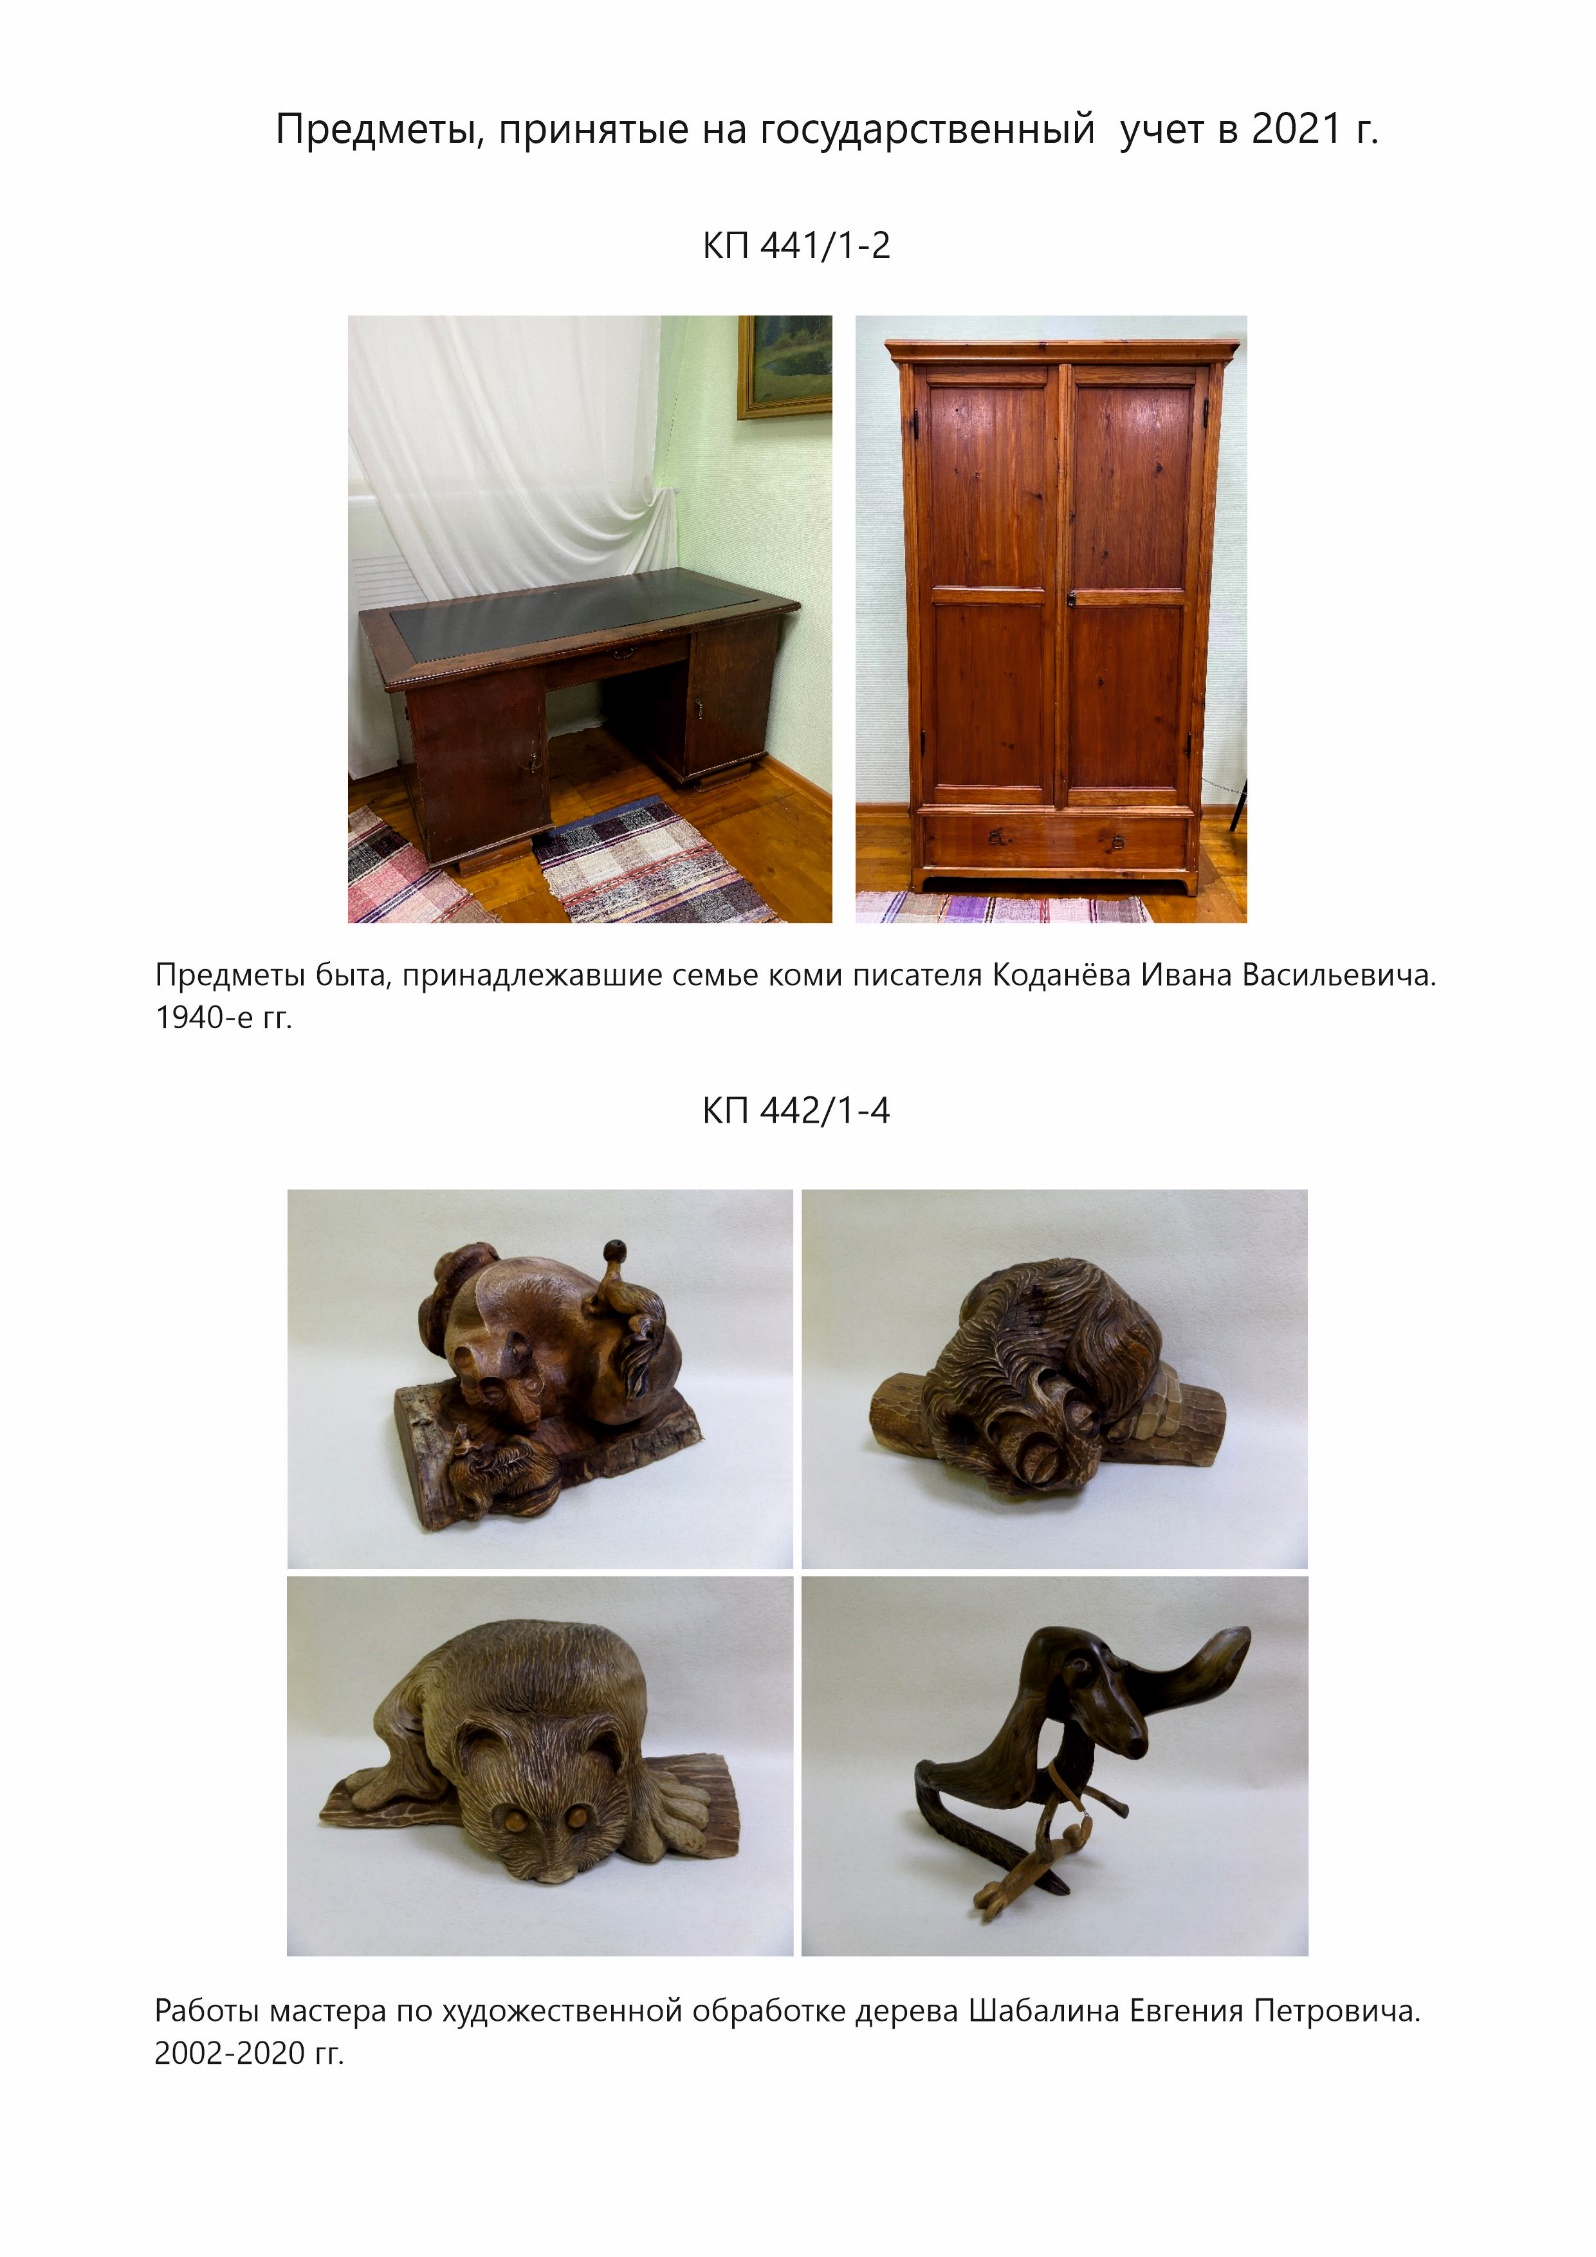 Предметы, принятые на государственный учет в 2021 г.
КП 441/1-2
Предметы быта, принадлежавшие семье коми писателя Коданёва Ивана Васильевича.
1940-е гг.
КП 442/1-4
Работы мастера по художественной обработке дерева Шабалина Евгения Петровича.
2002-2020 гг.